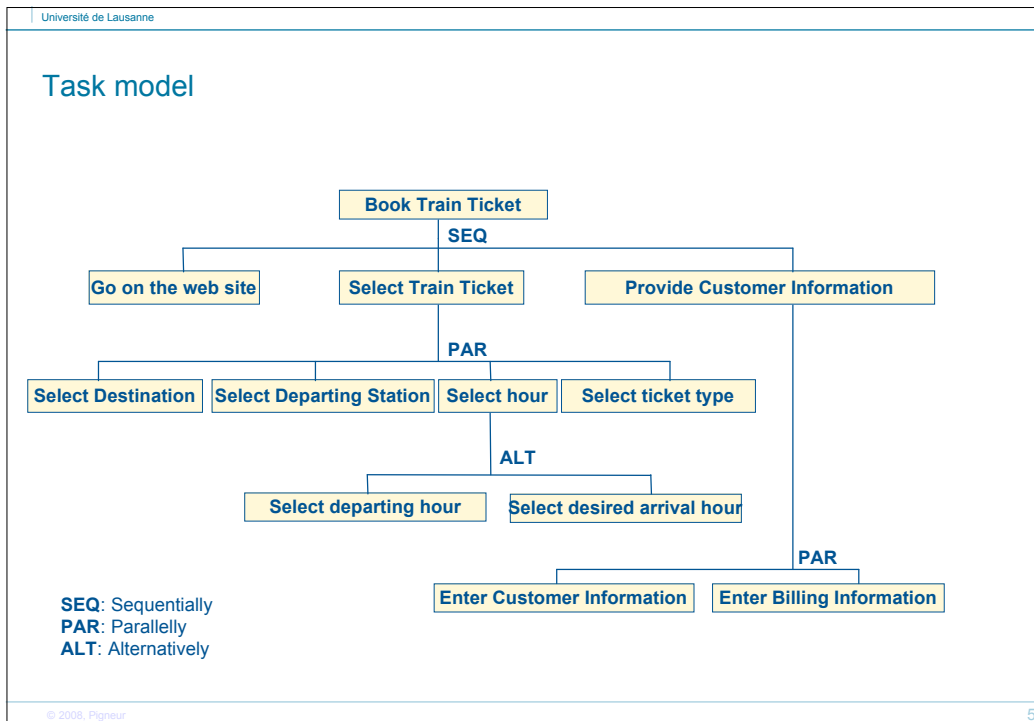 Université de Lausanne
Task model
Book Train Ticket
SEQ
Go on the web site
Select Train Ticket
Provide Customer Information
PAR
Select Destination
Select Departing Station
Select hour
Select ticket type
ALT
Select departing hour
Select desired arrival hour
PAR
Enter Customer Information
Enter Billing Information
SEQ: Sequentially
PAR: Parallelly
ALT: Alternatively
© 2008, Pigneur
5